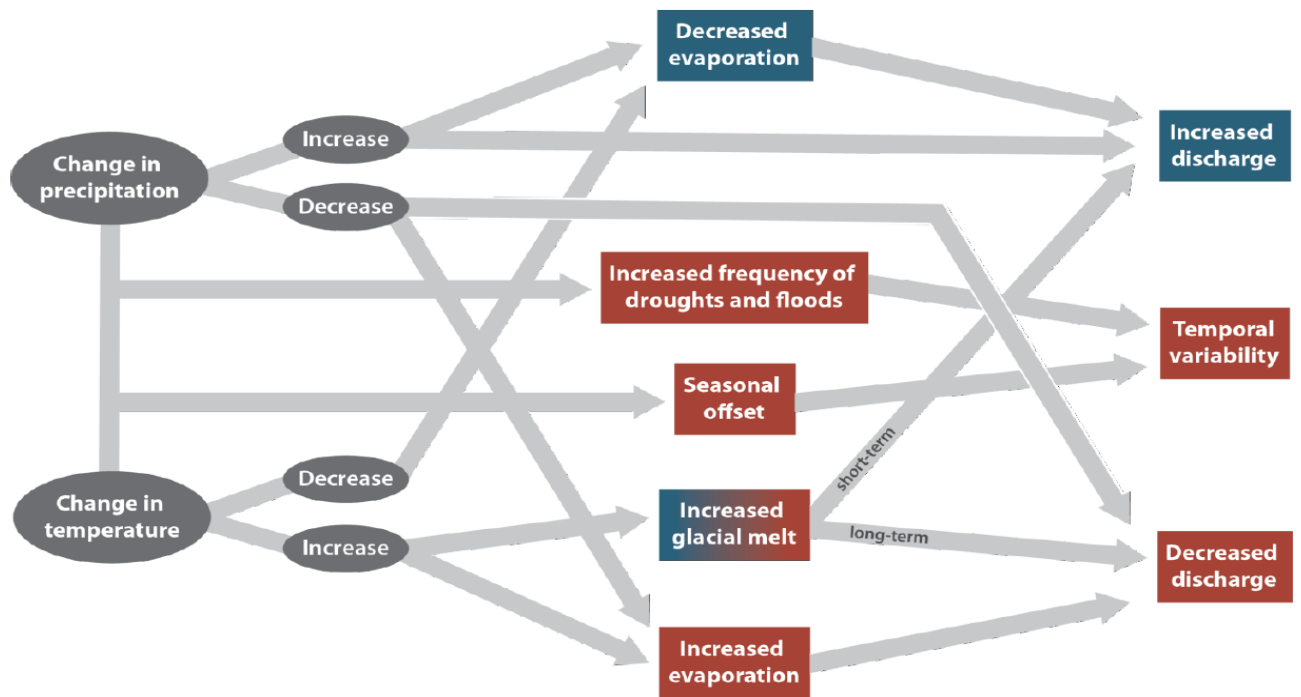 Decreased
evaporation
Increase
Increased
discharge
Change in
precipitation
Decrease
Increased frequency of
droughts and floods
Temporal
variability
Seasonal
offset
short-term
Decrease
Change in
temperature
Increased
glacial melt
long-term
Increase
Decreased
discharge
Increased
evaporation